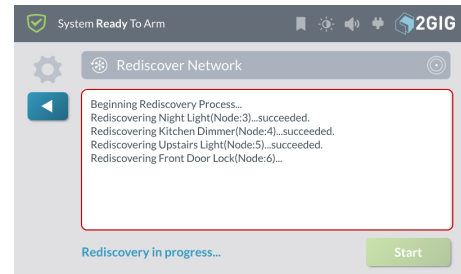 System Ready To Arm
2GIG
Rediscover Network
Beginning Rediscovery Process...
Rediscovering Night Light(Node:3)...succeeded.
Rediscovering Kitchen Dimmer(Node:4)...succeeded.
Rediscovering Upstairs Light(Node:5)...succeeded.
Rediscovering Front Door Lock(Node:6)...
Rediscovery in progress...
Start